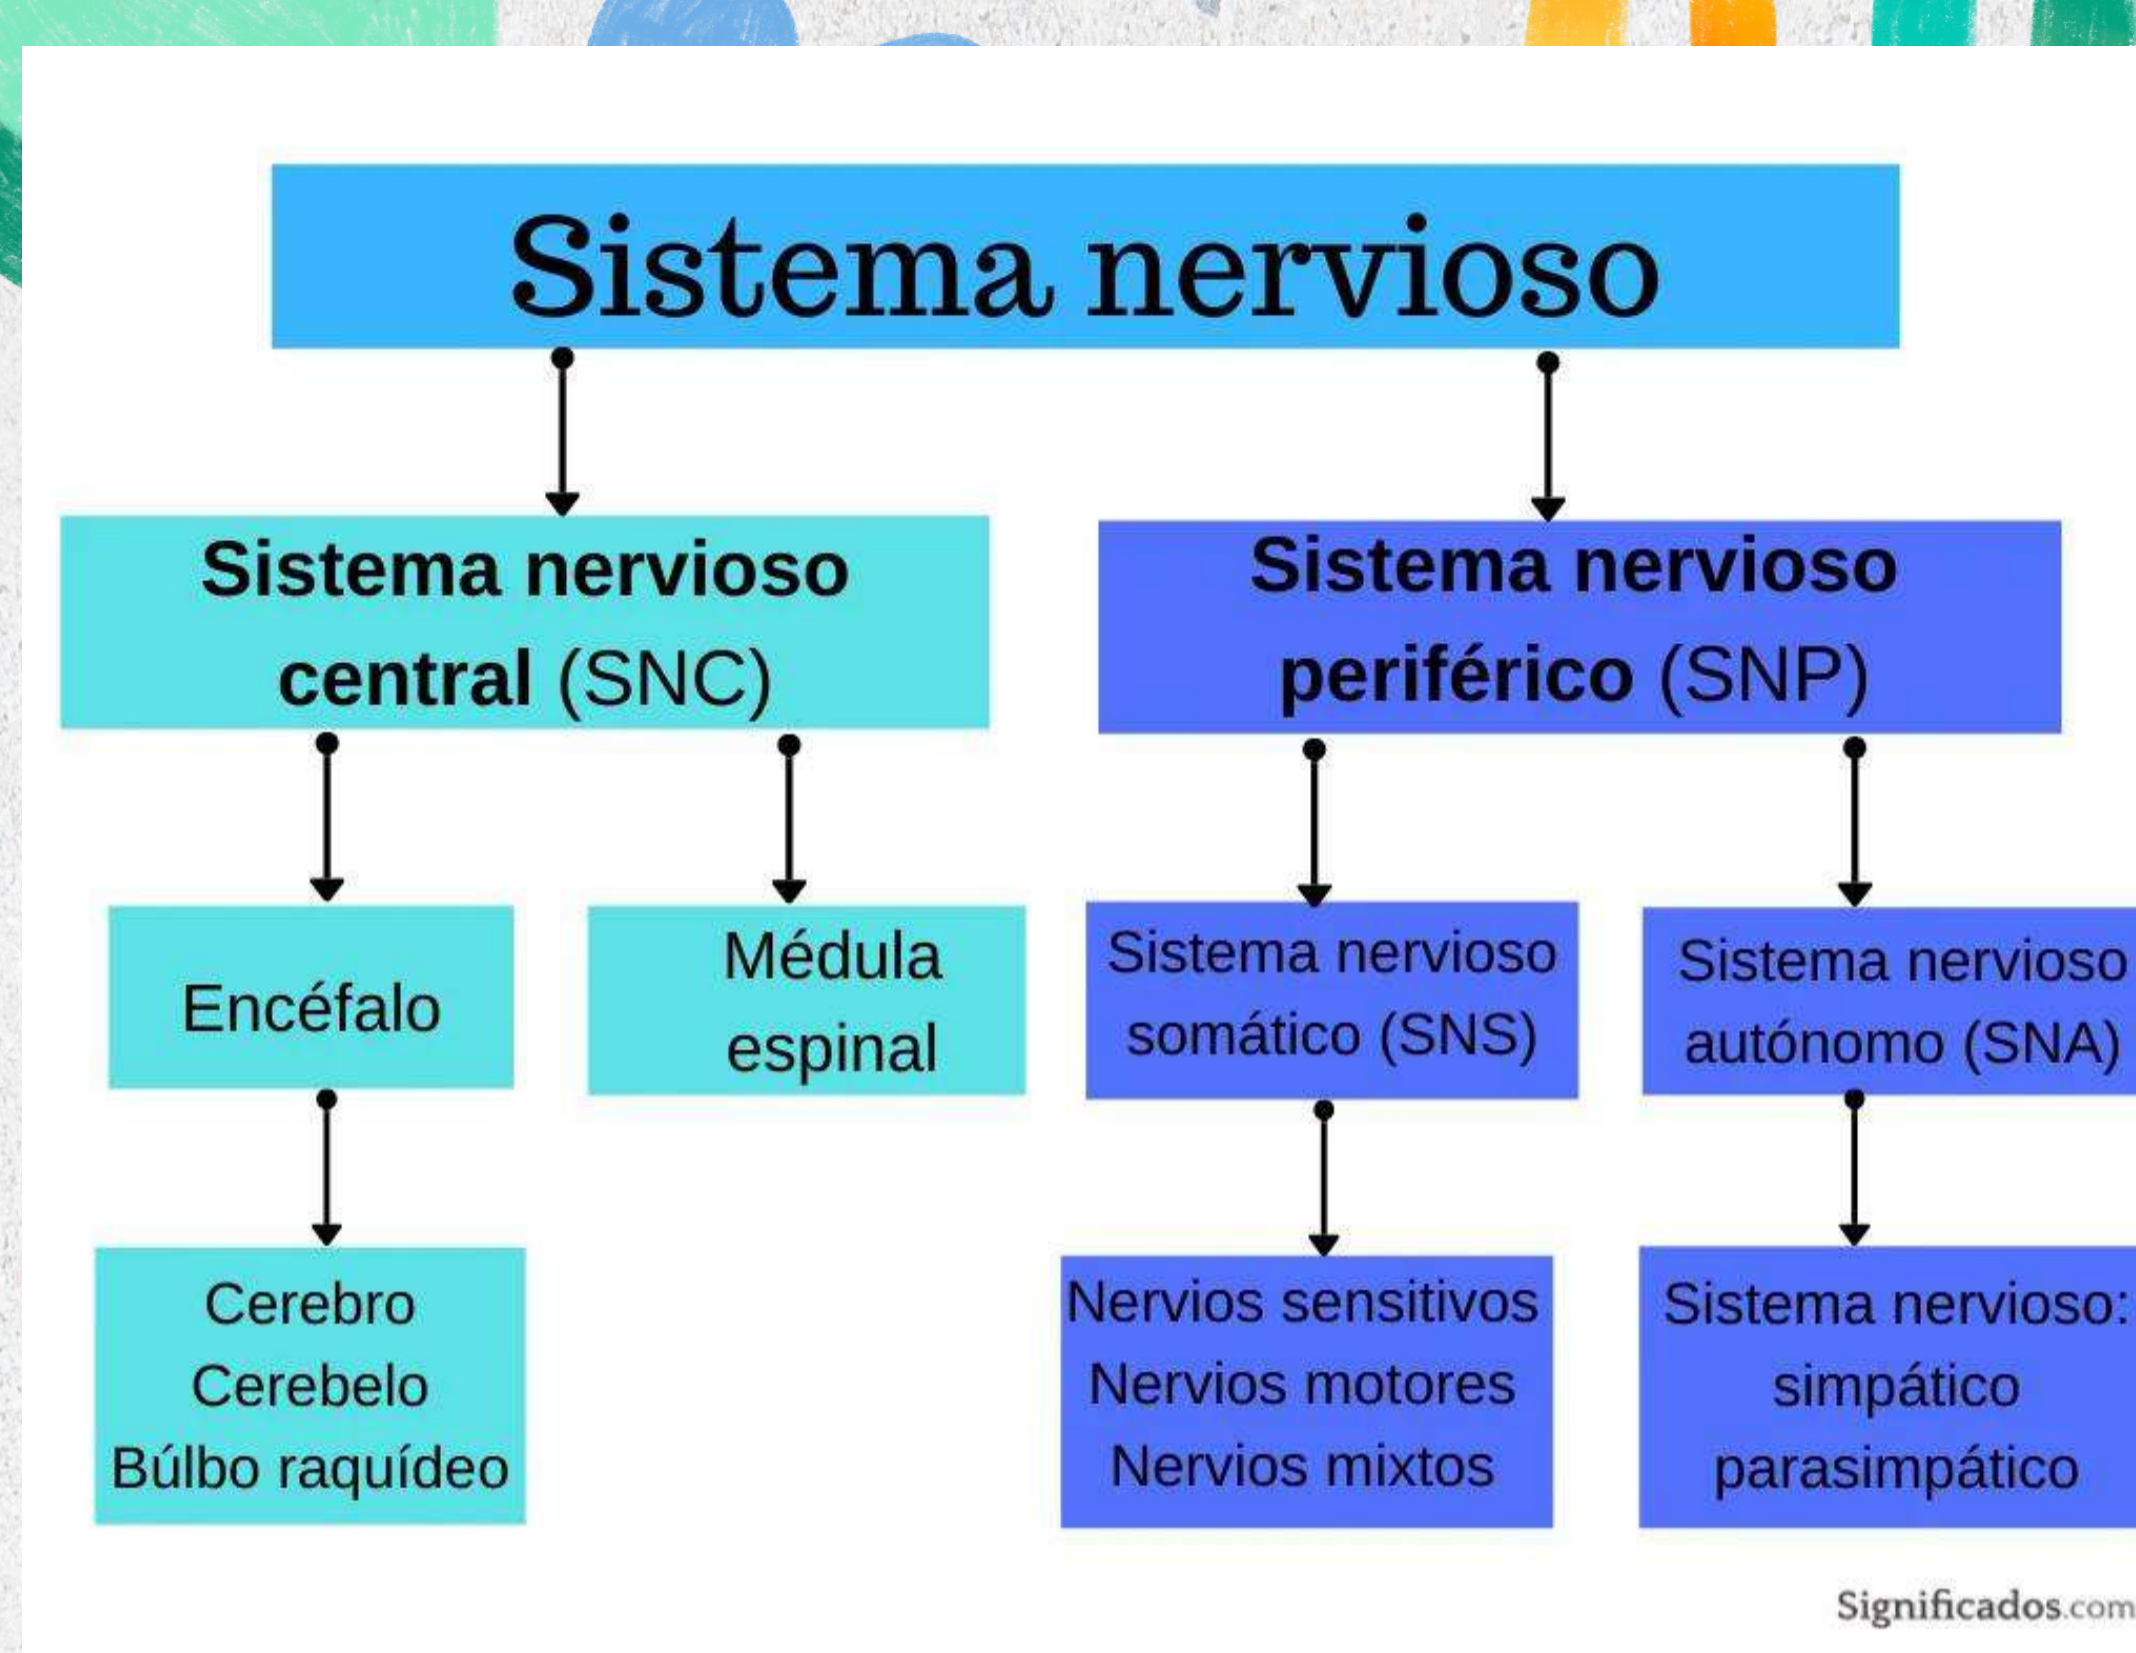 Sistema nervioso
Sistema nervioso
central (SNC)
Sistema nervioso
periférico (SNP)
Encéfalo
Médula
espinal
Sistema nervioso
somático (SNS)
Sistema nervioso
autónomo (SNA)
Cerebro
Cerebelo
Búlbo raquídeo
Nervios sensitivos
Nervios motores
Nervios mixtos
Sistema nervioso:
simpático
parasimpático
Significados.com